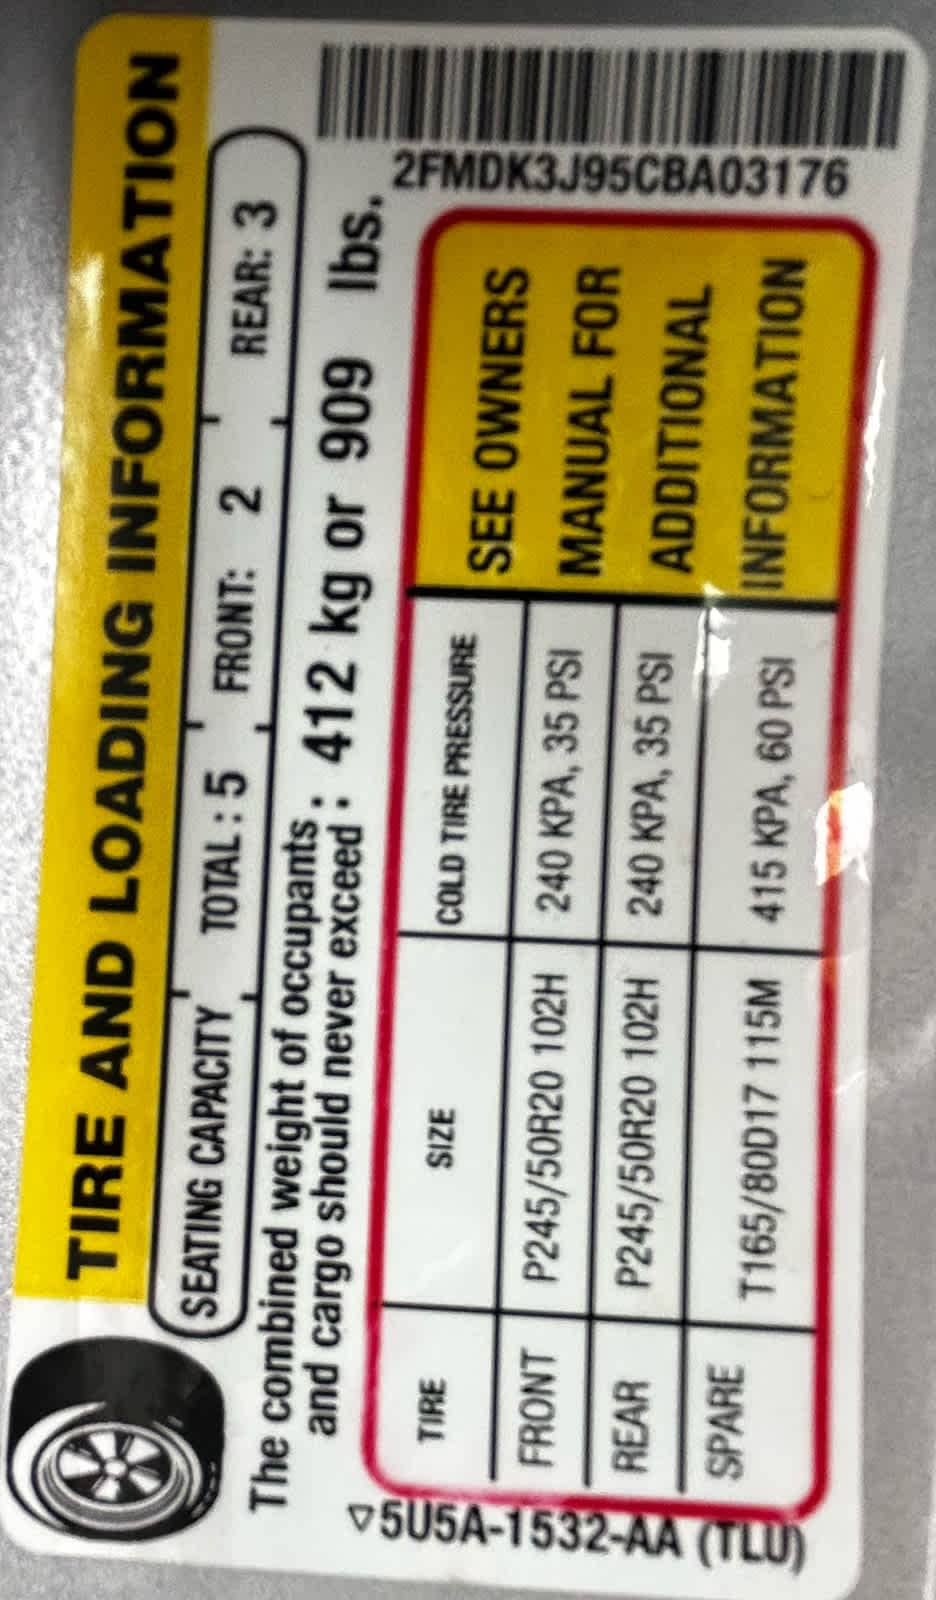 TIRE AND LOADING INFORMATION
SEATING CAPACITY TOTAL: 5 FRONT: 2 REAR: 3
The combined weight of occupants
and cargo should never exceed : 412 kg or 909 lbs.
2FMDK3J95CBA03176
TIRE SIZE COLD TIRE PRESSURE
FRONT P245/50R20 102H 240 KPA, 35 PSI
REAR P245/50R20 102H 240 KPA, 35 PSI
SPARE T165/80D17 115M 415 KPA, 60 PSI
SEE OWNERS
MANUAL FOR
ADDITIONAL
INFORMATION
▽5U5A-1532-AA (TLU)